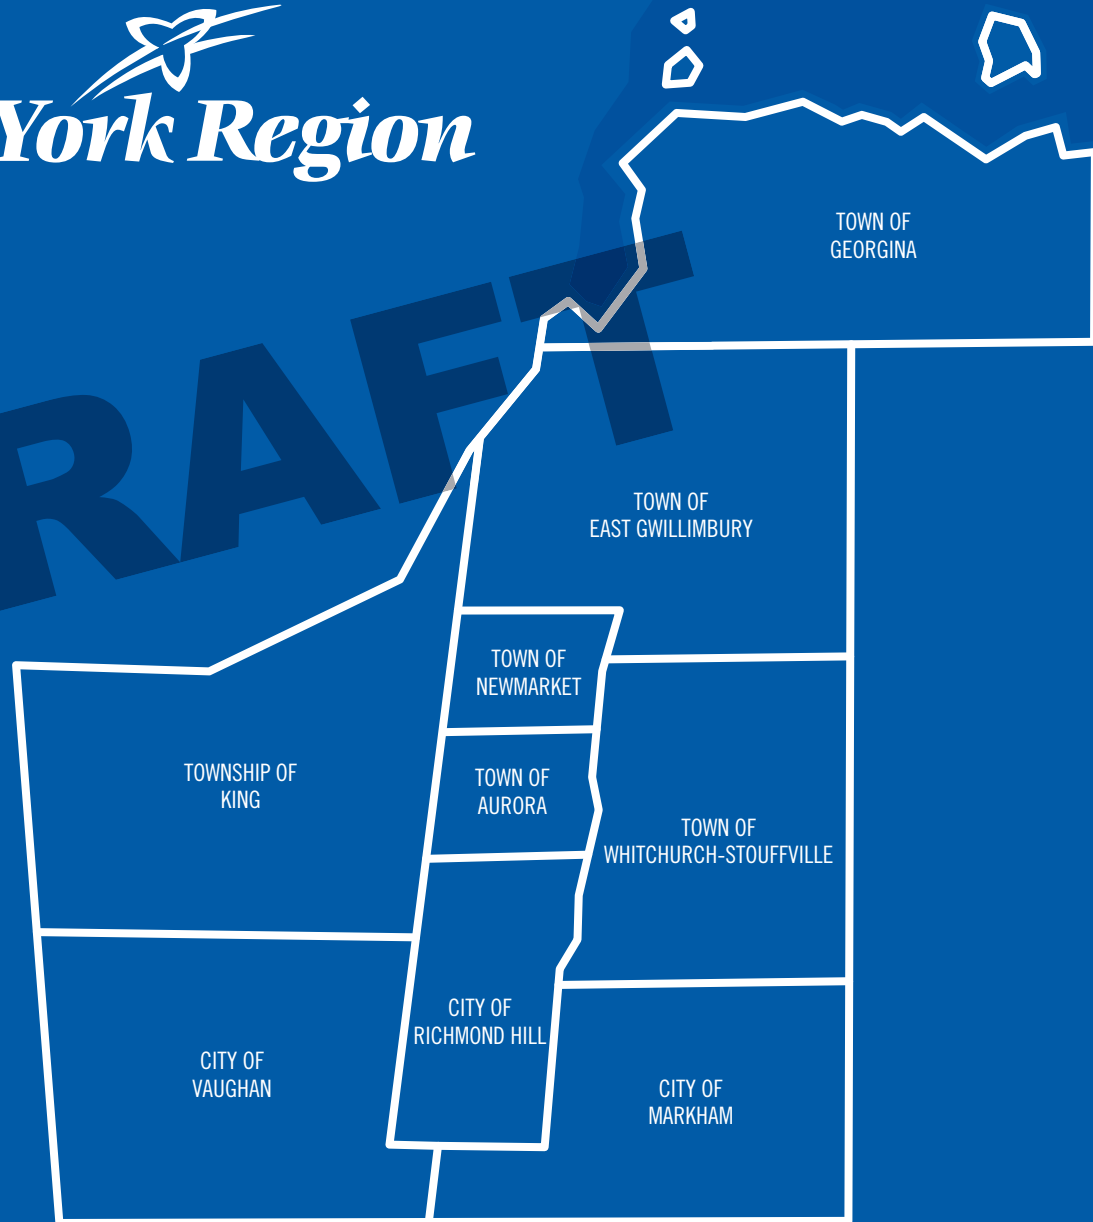 York Region
TOWN OF
GEORGINA
RAFT
TOWN OF
EAST GWILLIMBURY
TOWN OF
NEWMARKET
TOWNSHIP OF
KING
TOWN OF
AURORA
TOWN OF
WHITCHURCH-STOUFFVILLE
CITY OF
RICHMOND HILL
CITY OF
VAUGHAN
CITY OF
MARKHAM